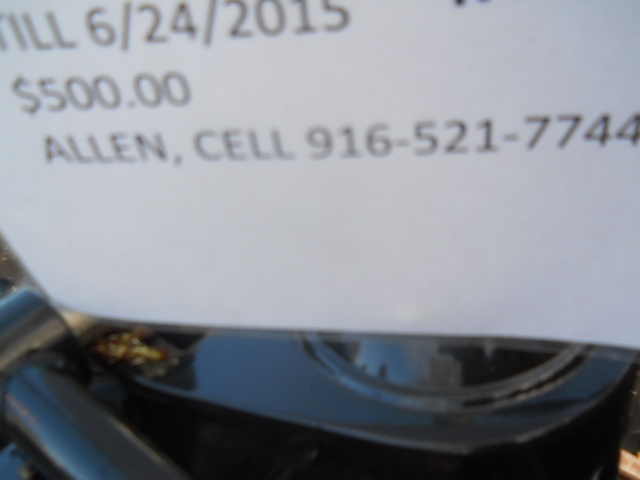 TILL 6/24/2015
$500.00
ALLEN, CELL 916-521-7744